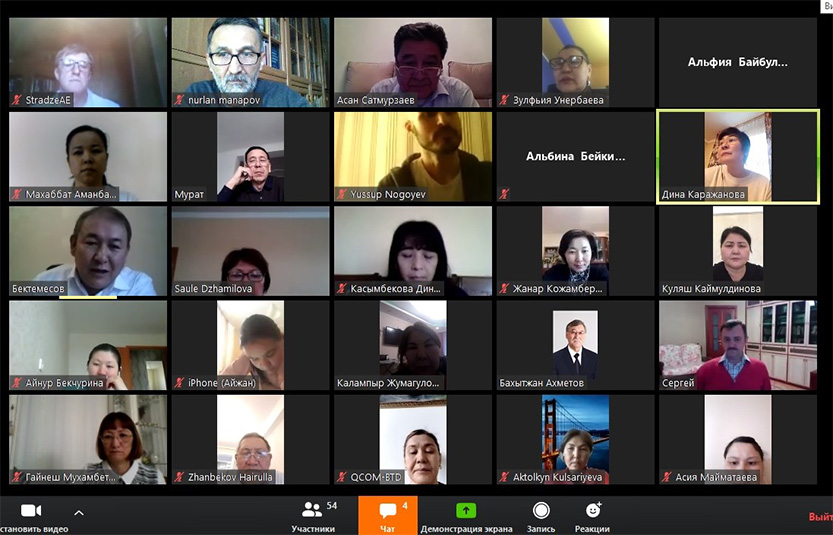 Ви
StradzeAE
nurlan manapov
Асан Сатмурзаев
Зулфьия Унербаева
Альфия Байбул...
Махаббат Аманба...
Мурат
Yussup Nogoyev
Альбина Бейки...
Дина Каражанова
Бектемесов
Saule Dzhamilova
Касымбекова Дин...
Жанар Кожамбер...
Куляш Каймулдинова
Айнур Бекчурина
iPhone (Айжан)
Калампыр Жумагуло...
Бахытжан Ахметов
Сергей
Гайнеш Мухамбет...
Zhanbekov Hairulla
QCOM-BTD
Aktolkyn Kulsariyeva
Асия Майматаева
становить видео
Участники
54
Чат
4
Демонстрация экрана
Запись
Реакции
Выйт